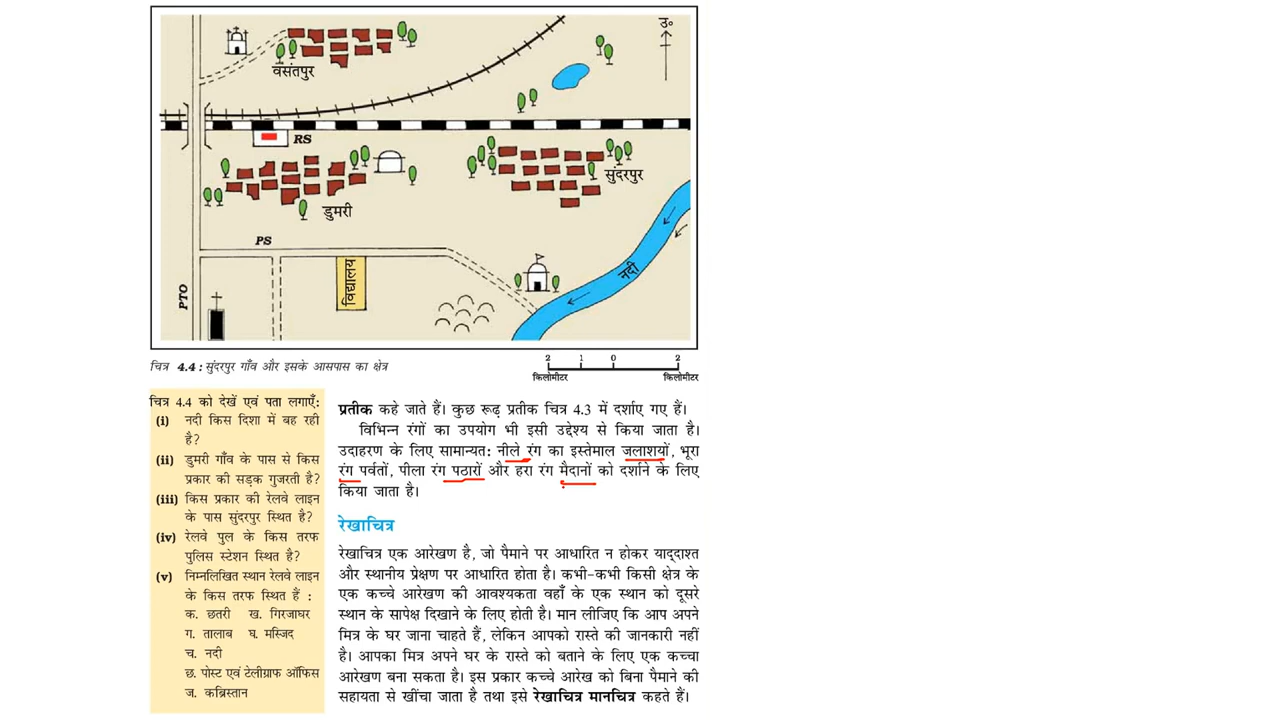 उ॰
वसंतपुर
RS
सुंदरपुर
डुमरी
PS
विद्यालय
नदी
PTO
चित्र 4.4 : सुंदरपुर गाँव और इसके आसपास का क्षेत्र
2 1 0 2
किलोमीटर किलोमीटर
चित्र 4.4 को देखें एवं पता लगाएँ:
(i) नदी किस दिशा में बह रही
है?
(ii) डुमरी गाँव के पास से किस
प्रकार की सड़क गुजरती है?
(iii) किस प्रकार की रेलवे लाइन
के पास सुंदरपुर स्थित है?
(iv) रेलवे पुल के किस तरफ
पुलिस स्टेशन स्थित है?
(v) निम्नलिखित स्थान रेलवे लाइन
के किस तरफ स्थित हैं :
क. छतरी ख. गिरजाघर
ग. तालाब घ. मस्जिद
च. नदी
छ. पोस्ट एवं टेलीग्राफ ऑफिस
ज. कब्रिस्तान
प्रतीक कहे जाते हैं। कुछ रूढ़ प्रतीक चित्र 4.3 में दर्शाए गए हैं।
विभिन्न रंगों का उपयोग भी इसी उद्देश्य से किया जाता है।
उदाहरण के लिए सामान्यत: नीले रंग का इस्तेमाल जलाशयों, भूरा
रंग पर्वतों, पीला रंग पठारों और हरा रंग मैदानों को दर्शाने के लिए
किया जाता है।
रेखाचित्र
रेखाचित्र एक आरेखण है, जो पैमाने पर आधारित न होकर याद्दाश्त
और स्थानीय प्रेक्षण पर आधारित होता है। कभी-कभी किसी क्षेत्र के
एक कच्चे आरेखण की आवश्यकता वहाँ के एक स्थान को दूसरे
स्थान के सापेक्ष दिखाने के लिए होती है। मान लीजिए कि आप अपने
मित्र के घर जाना चाहते हैं, लेकिन आपको रास्ते की जानकारी नहीं
है। आपका मित्र अपने घर के रास्ते को बताने के लिए एक कच्चा
आरेखण बना सकता है। इस प्रकार कच्चे आरेख को बिना पैमाने की
सहायता से खींचा जाता है तथा इसे रेखाचित्र मानचित्र कहते हैं।